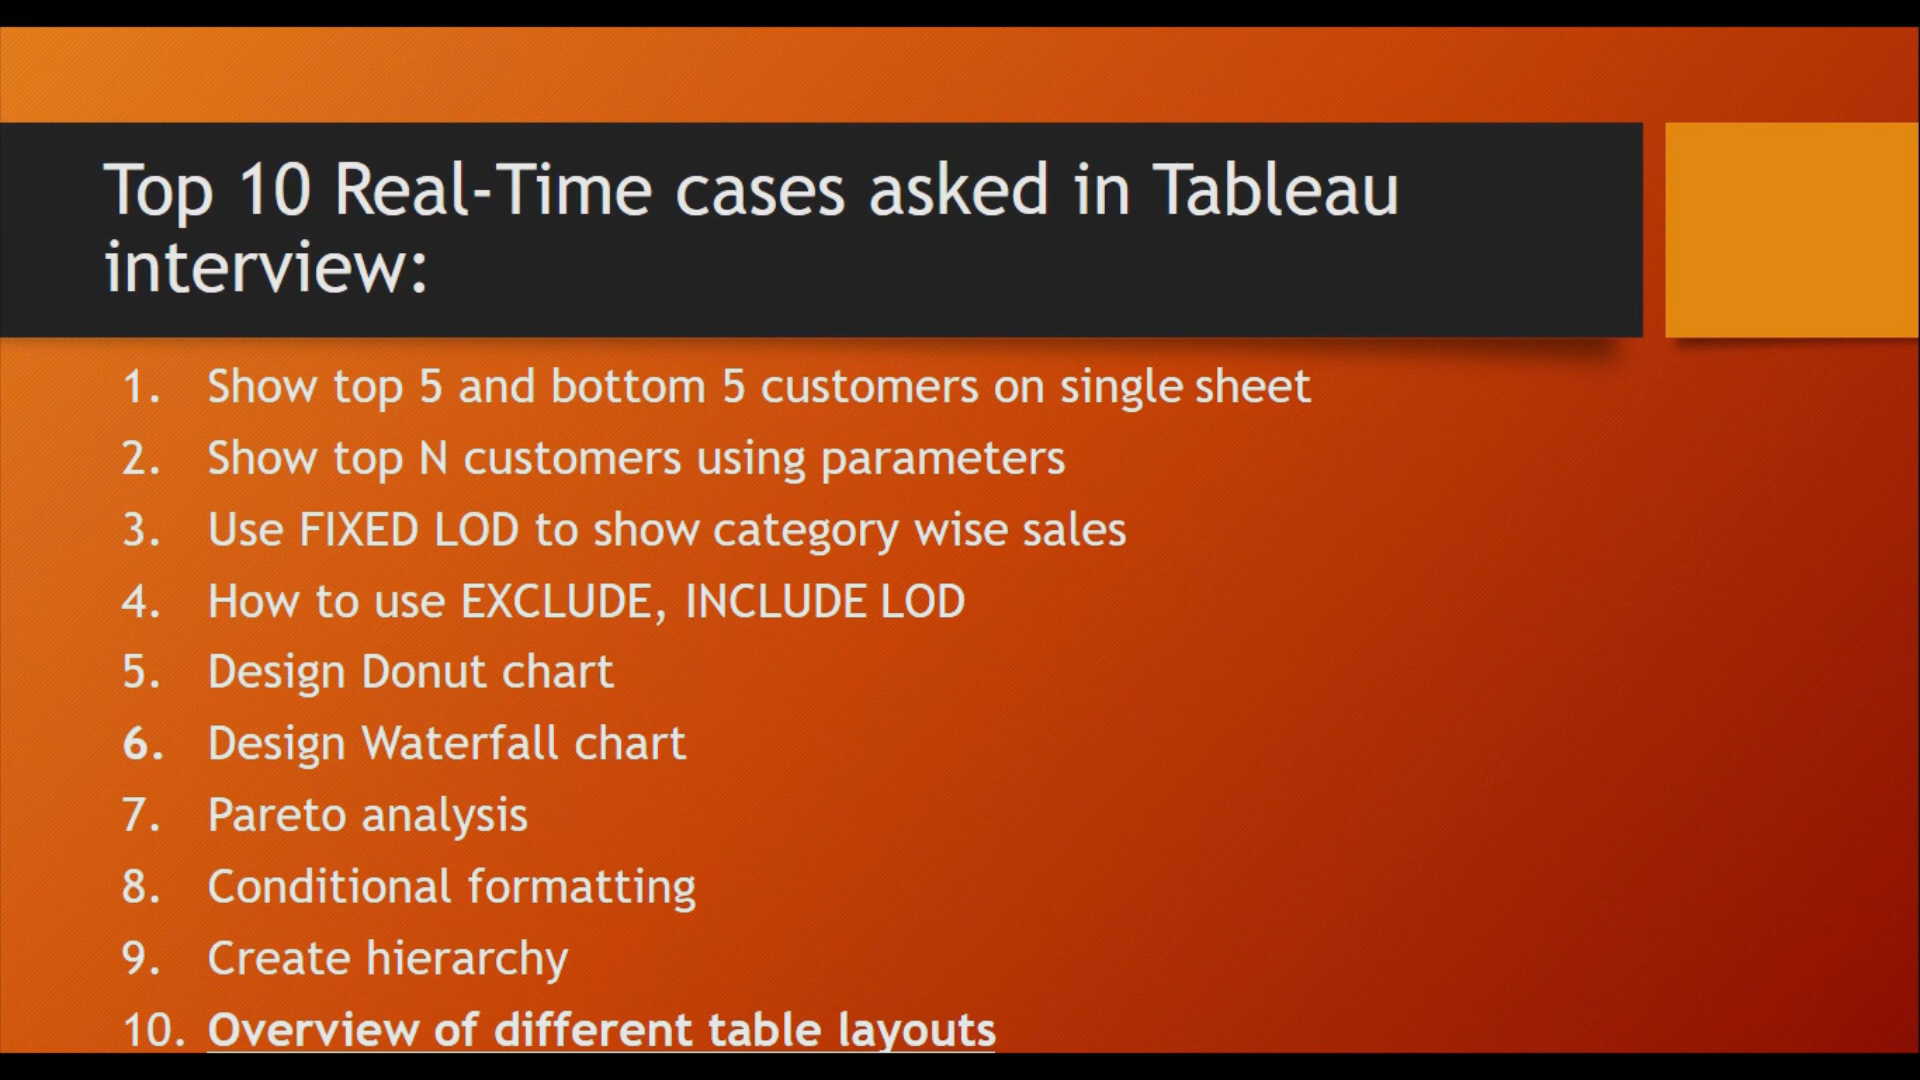 Top 10 Real-Time cases asked in Tableau
interview:
1. Show top 5 and bottom 5 customers on single sheet
2. Show top N customers using parameters
3. Use FIXED LOD to show category wise sales
4. How to use EXCLUDE, INCLUDE LOD
5. Design Donut chart
6. Design Waterfall chart
7. Pareto analysis
8. Conditional formatting
9. Create hierarchy
10. Overview of different table layouts